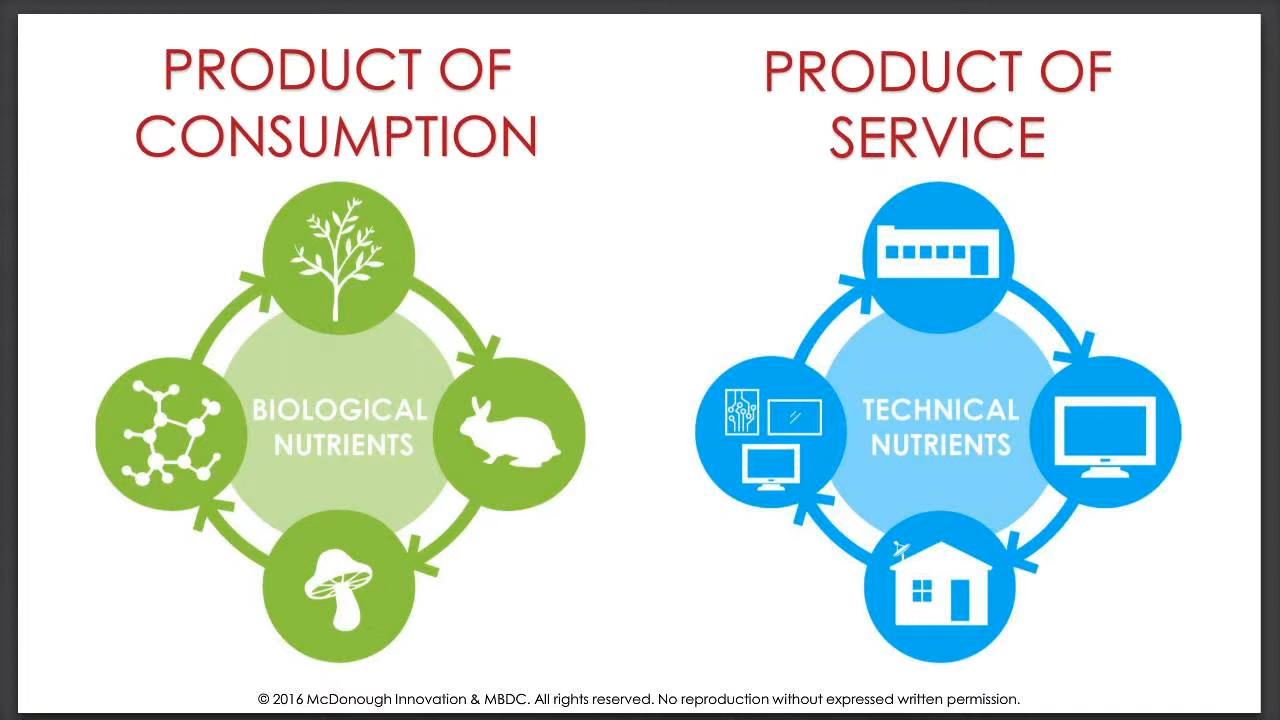 PRODUCT OF
CONSUMPTION
PRODUCT OF
SERVICE
BIOLOGICAL
NUTRIENTS
TECHNICAL
NUTRIENTS
© 2016 McDonough Innovation & MBDC. All rights reserved. No reproduction without expressed written permission.